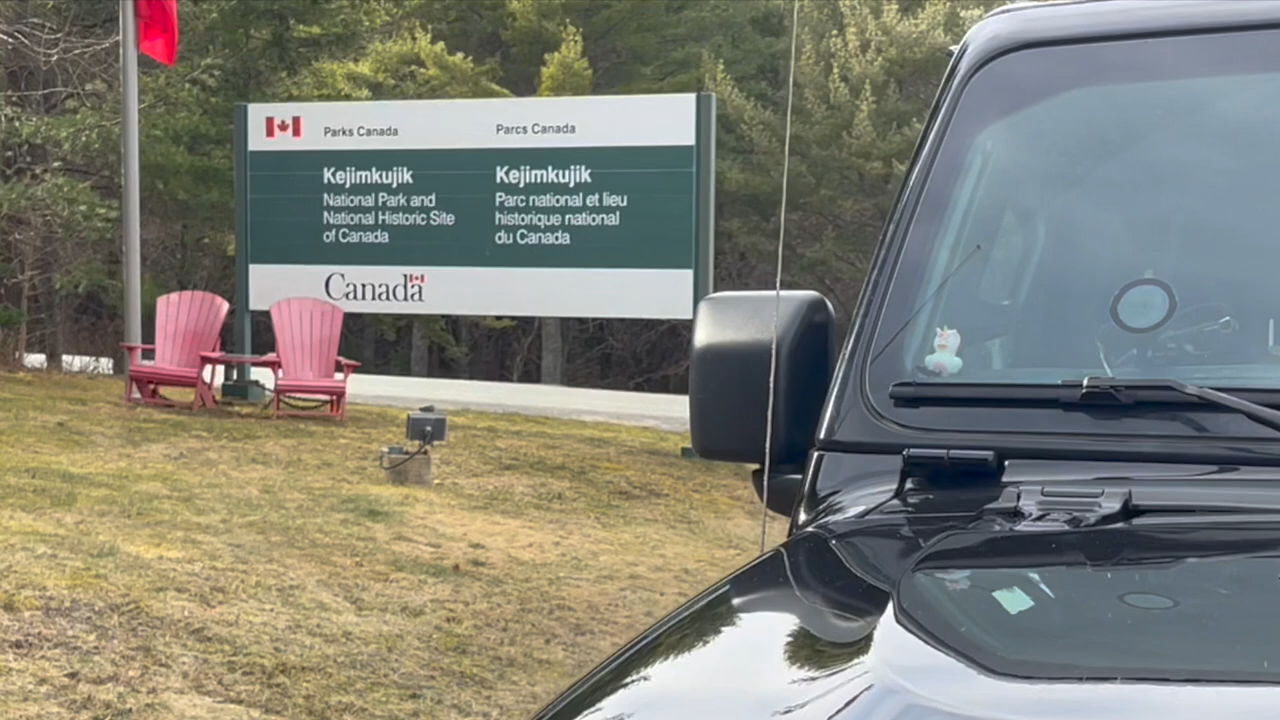 Parks Canada
Parcs Canada
Kejimkujik
National Park and
National Historic Site
of Canada
Kejimkujik
Parc national et lieu
historique national
du Canada
Canada